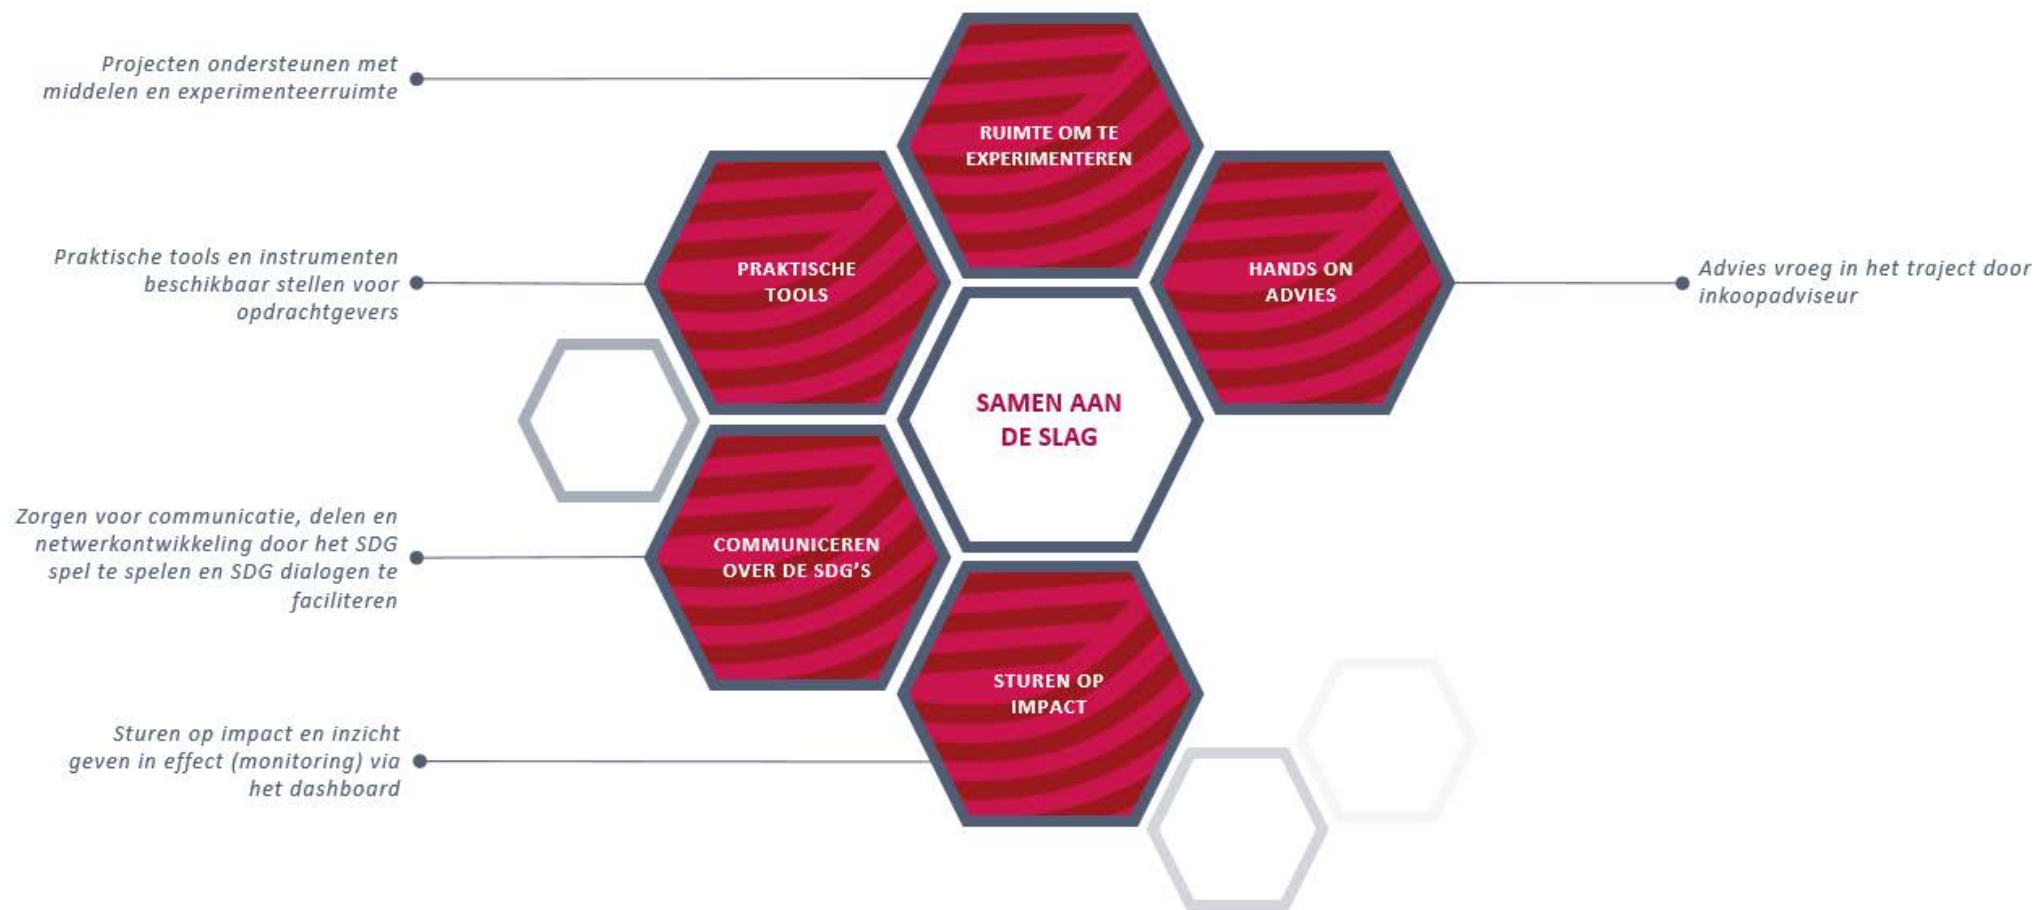 Projecten ondersteunen met
middelen en experimenteerruimte
RUIMTE OM TE
EXPERIMENTEREN
Praktische tools en instrumenten
beschikbaar stellen voor
opdrachtgevers
PRAKTISCHE
TOOLS
HANDS ON
ADVIES
Advies vroeg in het traject door
inkoopadviseur
SAMEN AAN
DE SLAG
Zorgen voor communicatie, delen en
netwerkontwikkeling door het SDG
spel te spelen en SDG dialogen te
faciliteren
COMMUNICEREN
OVER DE SDG’S
STUREN OP
IMPACT
Sturen op impact en inzicht
geven in effect (monitoring) via
het dashboard